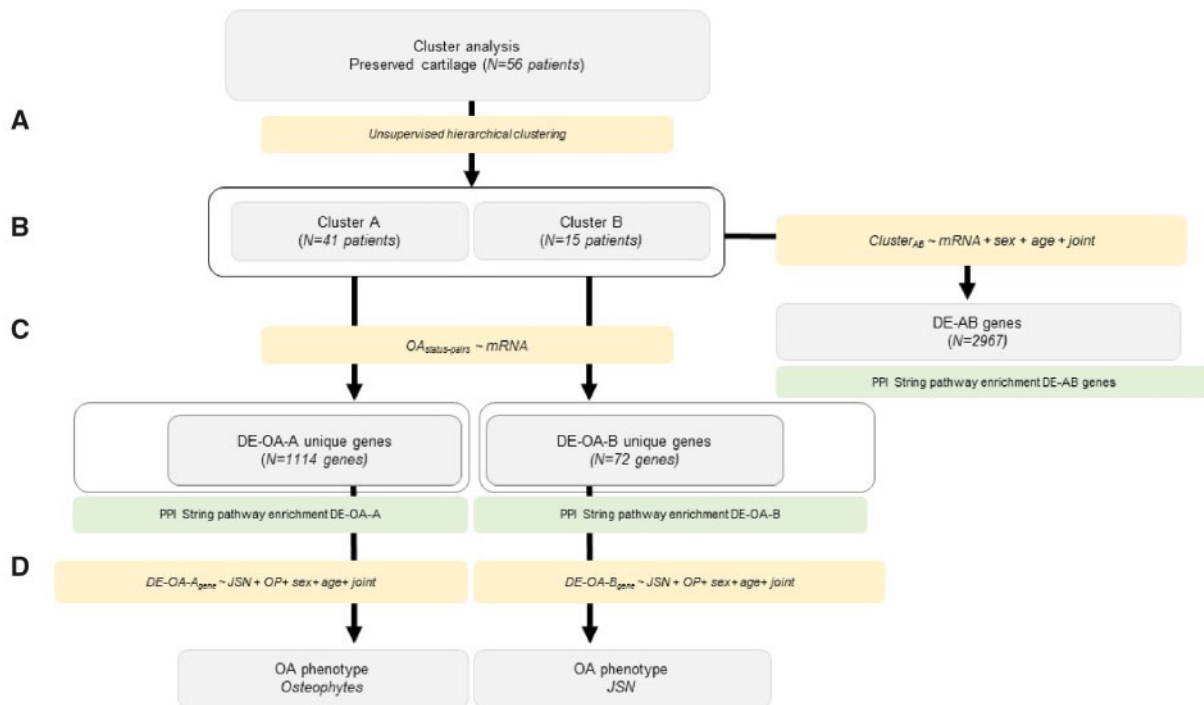 Cluster analysis
Preserved cartilage (N=56 patients)
A
Unsupervised hierarchical clustering
B
Cluster A
(N=41 patients)
Cluster B
(N=15 patients)
Cluster_AB ~ mRNA + sex + age + joint
C
DE-AB genes
(N=2967)
OA_status-pairs ~ mRNA
PPI String pathway enrichment DE-AB genes
DE-OA-A unique genes
(N=1114 genes)
DE-OA-B unique genes
(N=72 genes)
PPI String pathway enrichment DE-OA-A
PPI String pathway enrichment DE-OA-B
D
DE-OA-A_gene ~ JSN + OP+ sex+ age+ joint
DE-OA-B_gene ~ JSN + OP+ sex+ age+ joint
OA phenotype
Osteophytes
OA phenotype
JSN